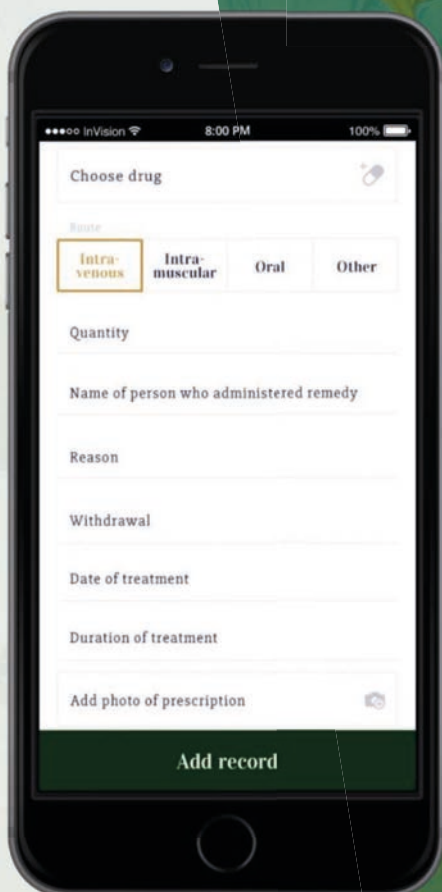 InVision 8:00 PM 100%
Choose drug
Route
Intra-
venous
Intra-
muscular
Oral
Other
Quantity
Name of person who administered remedy
Reason
Withdrawal
Date of treatment
Duration of treatment
Add photo of prescription
Add record